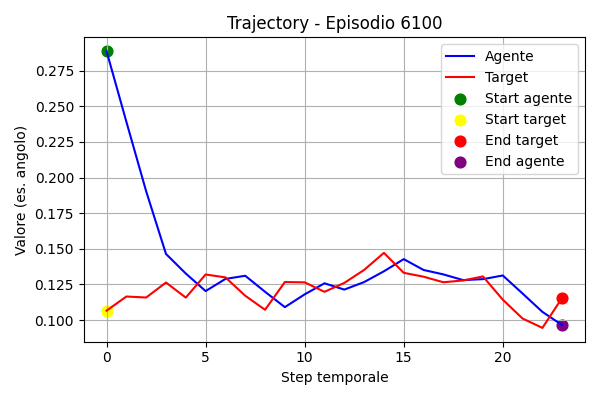 Trajectory - Episodio 6100
Valore (es. angolo)
0.275
0.250
0.225
0.200
0.175
0.150
0.125
0.100
0
5
10
15
20
Step temporale
Agente
Target
Start agente
Start target
End target
End agente